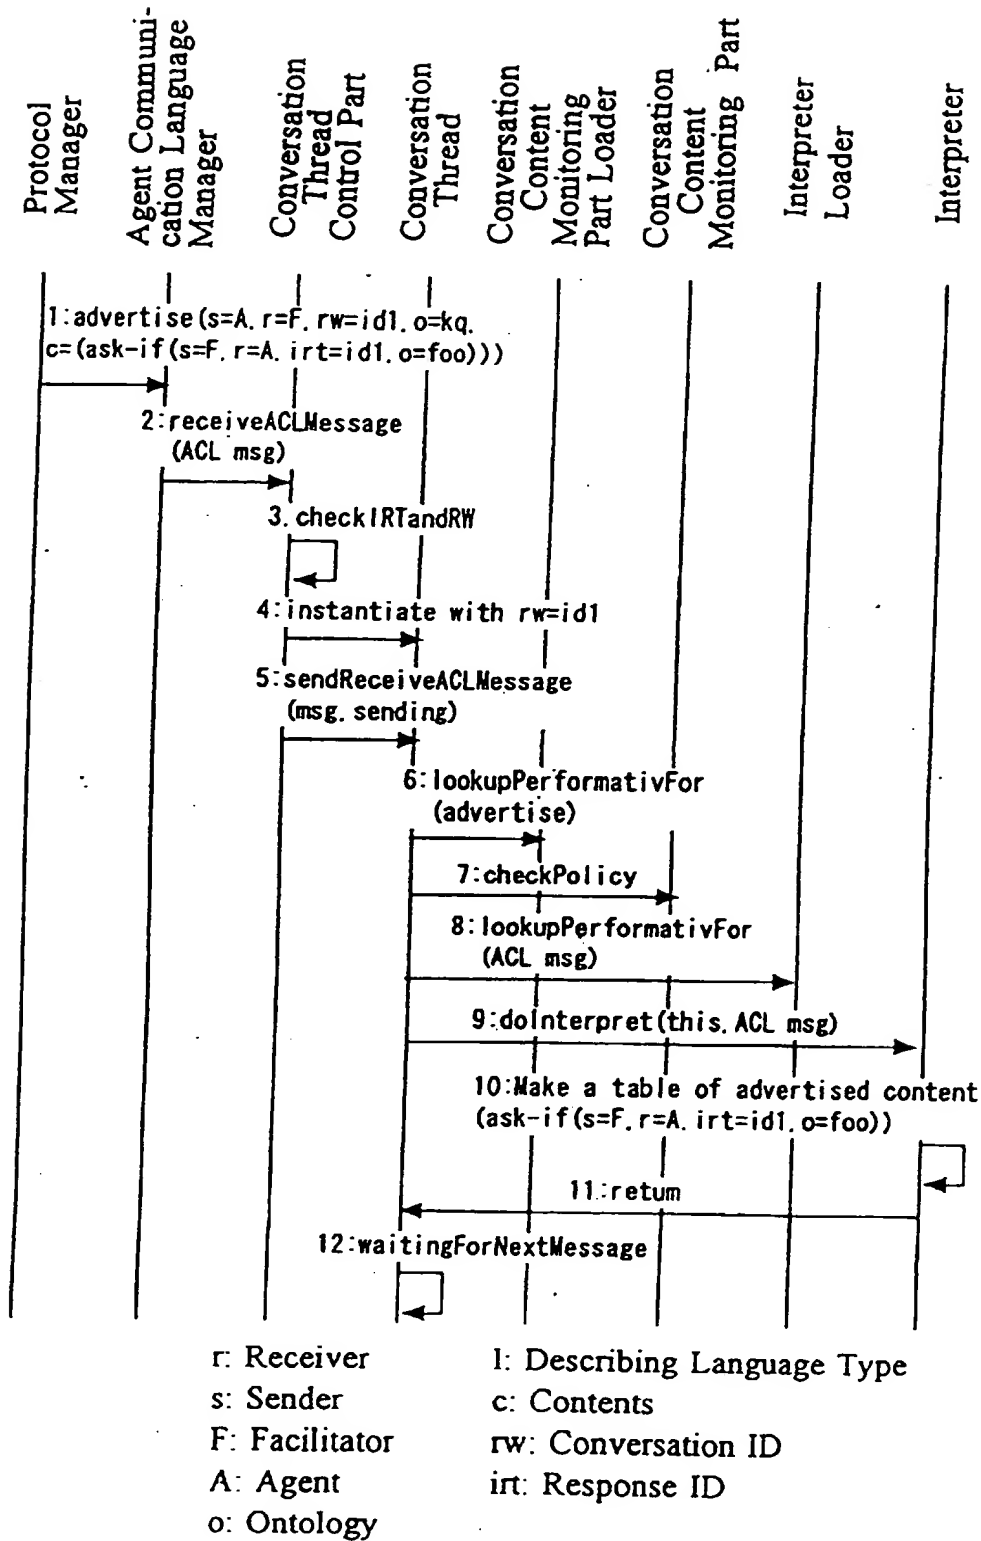 Protocol
Manager
Agent Communi-
cation Language
Manager
Conversation
Thread
Control Part
Conversation
Thread
Conversation
Content
Monitoring
Part Loader
Conversation
Content
Monitoring Part
Interpreter
Loader
Interpreter
1:advertise(s=A. r=F. rw=id1. o=kq.
c=(ask-if(s=F. r=A. irt=id1. o=foo)))
2:receiveACLMessage
(ACL msg)
3. checkIRTandRW
4:instantiate with rw=id1
5:sendReceiveACLMessage
(msg. sending)
6:lookupPerformativFor
(advertise)
7:checkPolicy
8:lookupPerformativFor
(ACL msg)
9:doInterpret(this. ACL msg)
10:Make a table of advertised content
(ask-if(s=F. r=A. irt=id1. o=foo))
11:retum
12:waitingForNextMessage
r: Receiver
s: Sender
F: Facilitator
A: Agent
o: Ontology
l: Describing Language Type
c: Contents
rw: Conversation ID
irt: Response ID